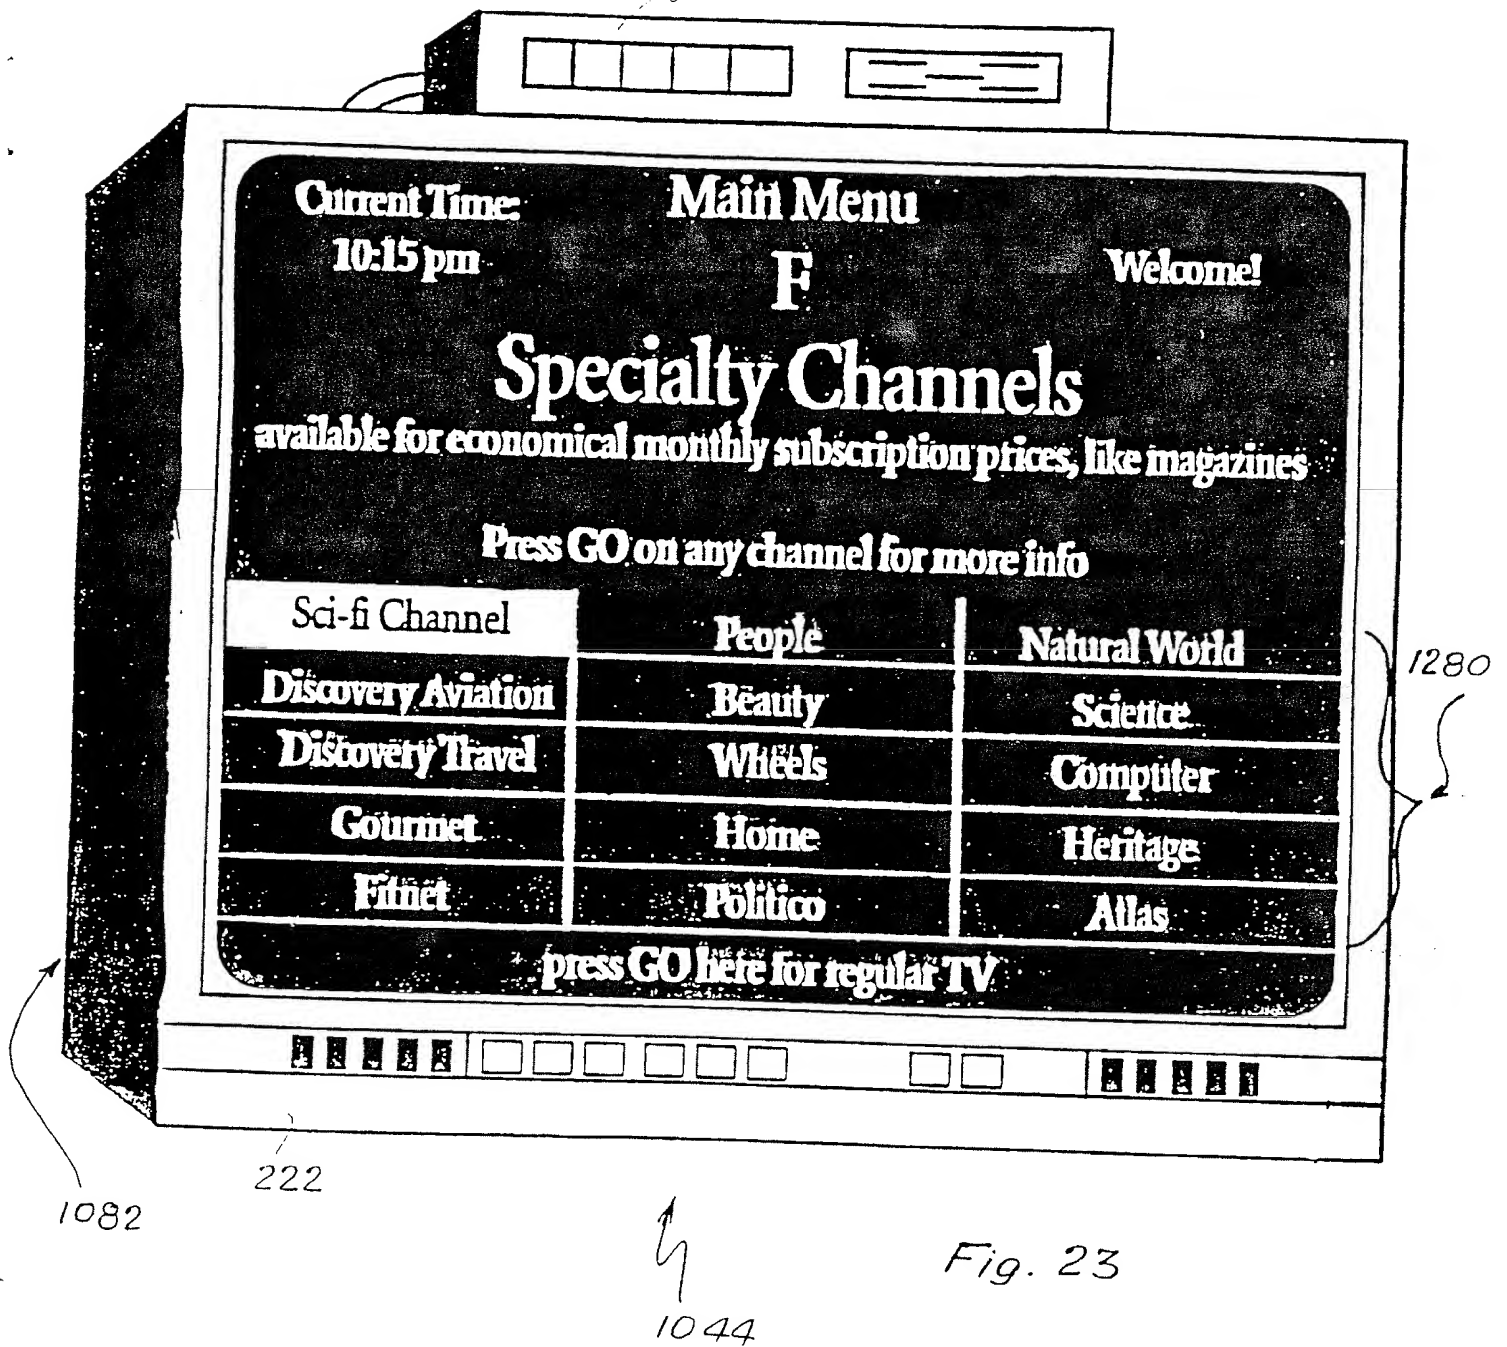 Current Time:
Main Menu
10:15 pm
F
Welcome!
Specialty Channels
available for economical monthly subscription prices, like magazines
Press GO on any channel for more info
Sci-fi Channel People Natural World
Discovery Aviation Beauty Science
Discovery Travel Wheels Computer
Gourmet Home Heritage
Fitnet Politico Atlas
press GO here for regular TV
1280
222
1082
1044
Fig. 23